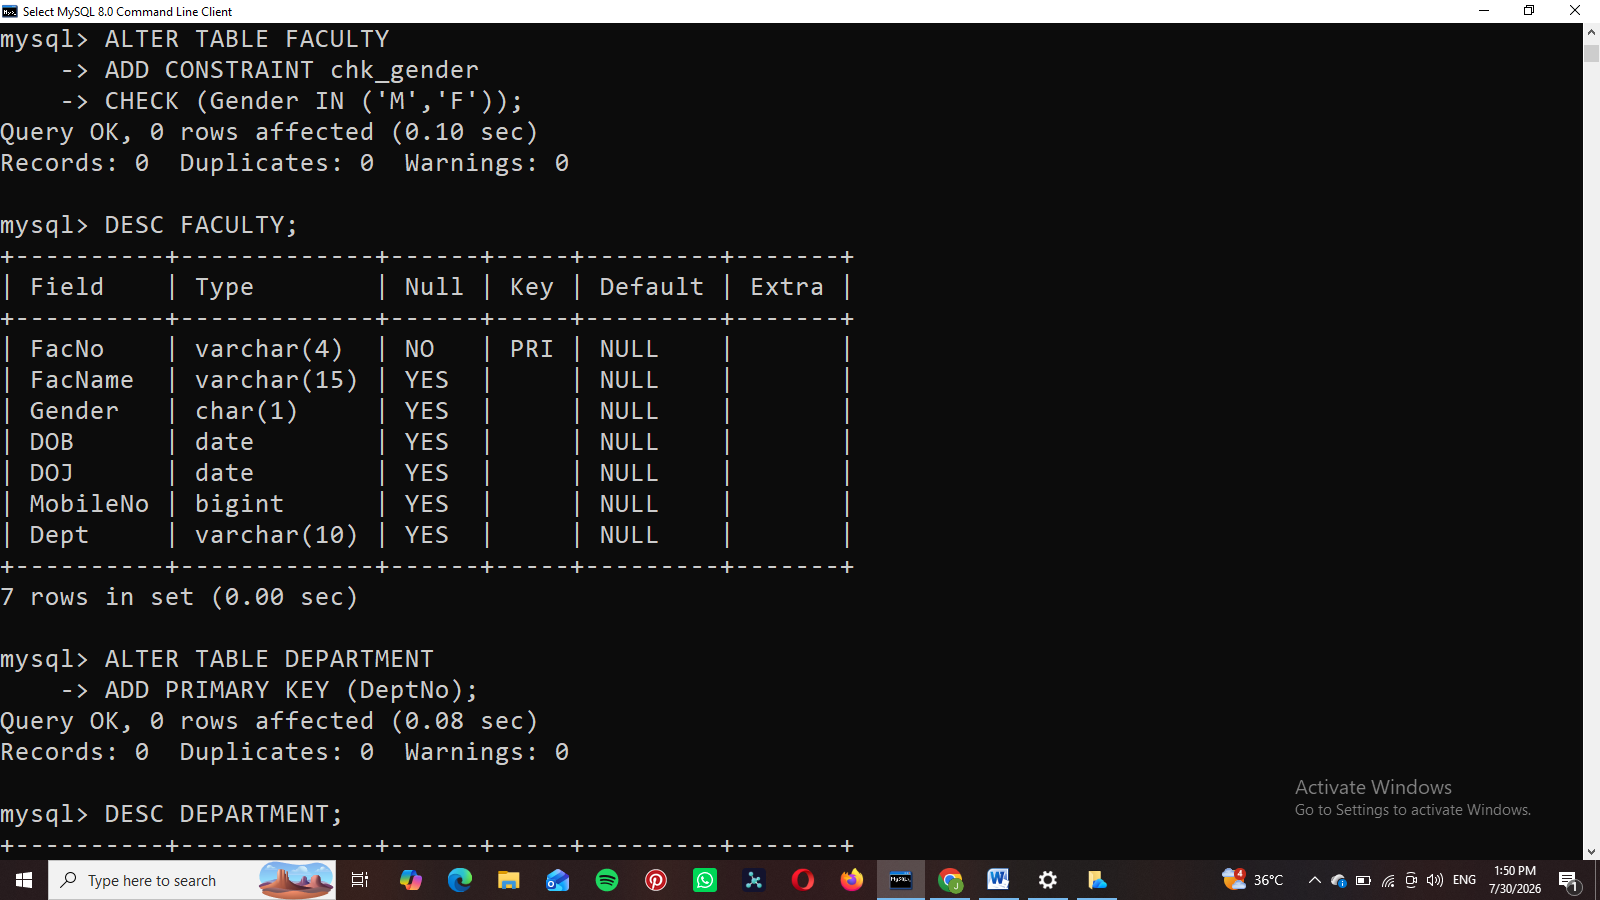 Select MySQL 8.0 Command Line Client
mysql> ALTER TABLE FACULTY
    -> ADD CONSTRAINT chk_gender
    -> CHECK (Gender IN ('M','F'));
Query OK, 0 rows affected (0.10 sec)
Records: 0  Duplicates: 0  Warnings: 0

mysql> DESC FACULTY;
+----------+-------------+------+-----+---------+-------+
| Field    | Type        | Null | Key | Default | Extra |
+----------+-------------+------+-----+---------+-------+
| FacNo    | varchar(4)  | NO   | PRI | NULL    |       |
| FacName  | varchar(15) | YES  |     | NULL    |       |
| Gender   | char(1)     | YES  |     | NULL    |       |
| DOB      | date        | YES  |     | NULL    |       |
| DOJ      | date        | YES  |     | NULL    |       |
| MobileNo | bigint      | YES  |     | NULL    |       |
| Dept     | varchar(10) | YES  |     | NULL    |       |
+----------+-------------+------+-----+---------+-------+
7 rows in set (0.00 sec)

mysql> ALTER TABLE DEPARTMENT
    -> ADD PRIMARY KEY (DeptNo);
Query OK, 0 rows affected (0.08 sec)
Records: 0  Duplicates: 0  Warnings: 0

mysql> DESC DEPARTMENT;
+----------+-------------+------+-----+---------+-------+
Activate Windows
Go to Settings to activate Windows.
Type here to search
4
36°C
ENG
1:50 PM
7/30/2026
1